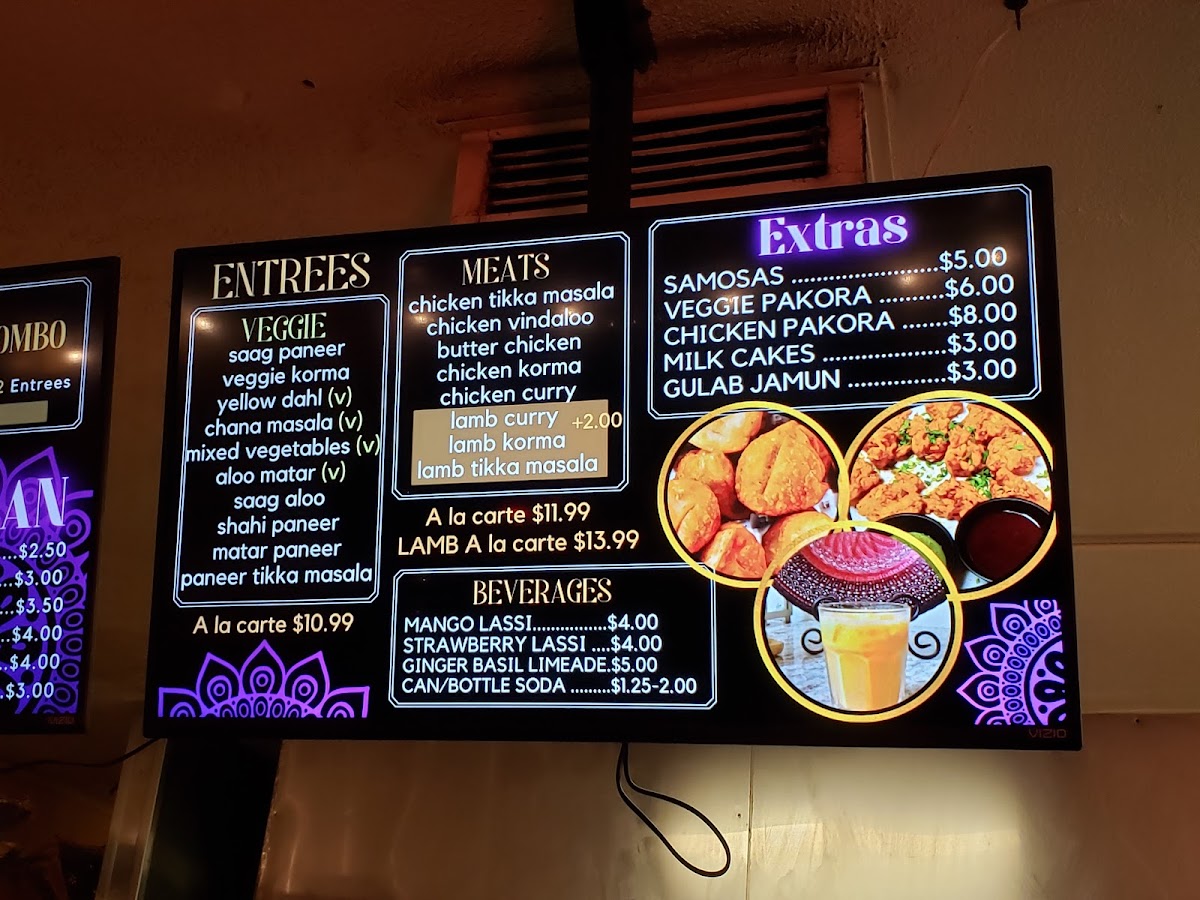 OMBO
2 Entrees
AN
...$2.50
...$3.00
...$3.50
...$4.00
...$4.00
...$3.00
VIZIO
ENTREES
VEGGIE
saag paneer
veggie korma
yellow dahl (v)
chana masala (v)
mixed vegetables (v)
aloo matar (v)
saag aloo
shahi paneer
matar paneer
paneer tikka masala
A la carte $10.99
MEATS
chicken tikka masala
chicken vindaloo
butter chicken
chicken korma
chicken curry
lamb curry +2.00
lamb korma
lamb tikka masala
A la carte $11.99
LAMB A la carte $13.99
BEVERAGES
MANGO LASSI................$4.00
STRAWBERRY LASSI ....$4.00
GINGER BASIL LIMEADE.$5.00
CAN/BOTTLE SODA .........$1.25-2.00
Extras
SAMOSAS ......................$5.00
VEGGIE PAKORA ..........$6.00
CHICKEN PAKORA .......$8.00
MILK CAKES ...................$3.00
GULAB JAMUN ...............$3.00
VIZIO